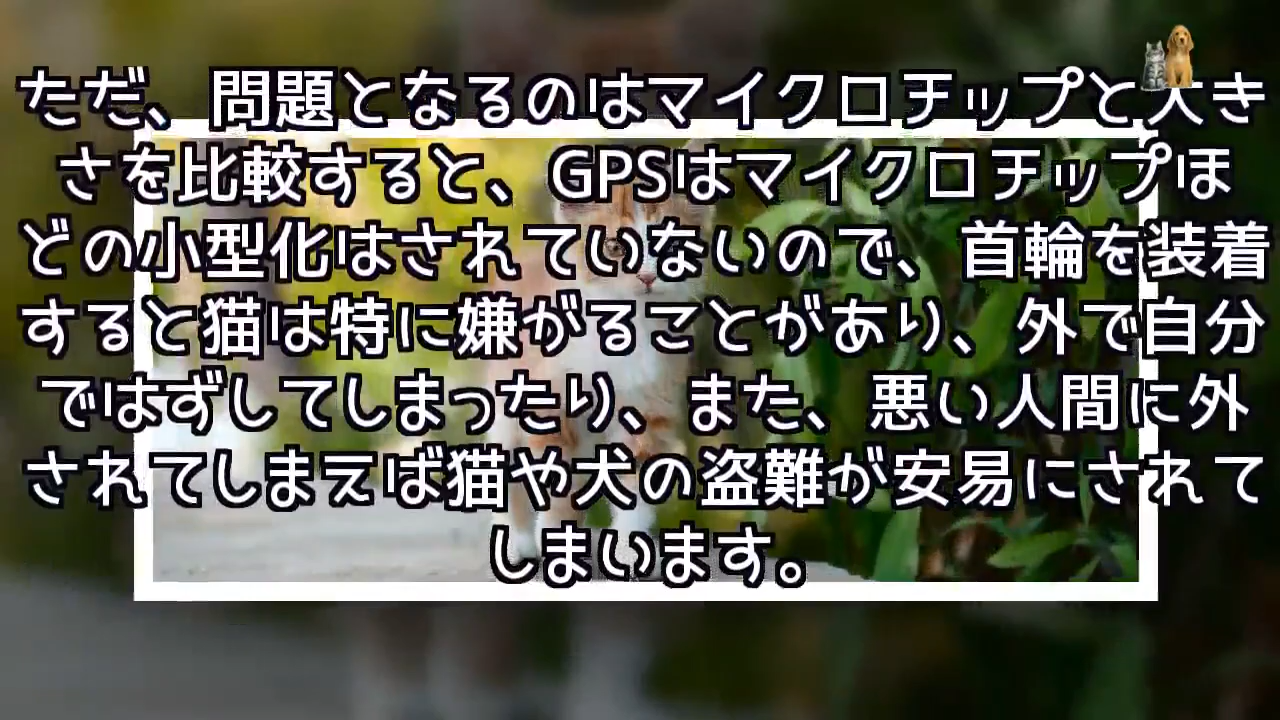 ただ、問題となるのはマイクロチップと大き
さを比較すると、GPSはマイクロチップほ
どの小型化はされていないので、首輪を装着
すると猫は特に嫌がることがあり、外で自分
ではずしてしまったり、また、悪い人間に外
されてしまえば猫や犬の盗難が安易にされて
しまいます。